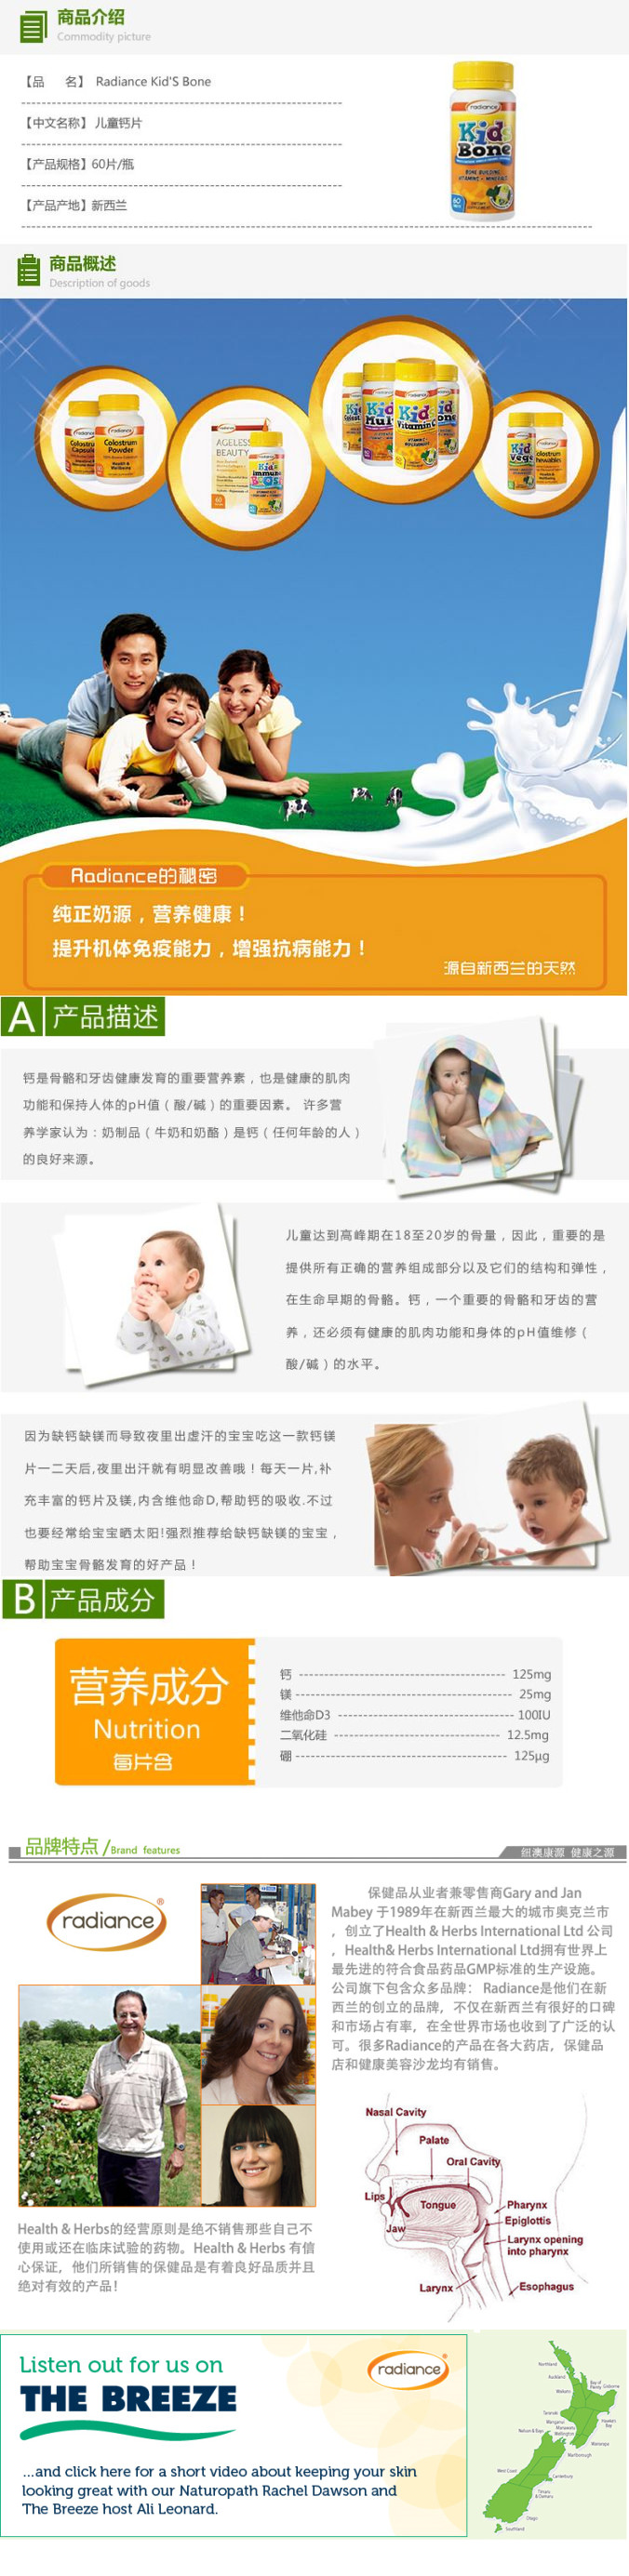 商品介绍
Commodity picture
【品 名】 Radiance Kid'S Bone
【中文名称】 儿童钙片
【产品规格】60片/瓶
【产品产地】新西兰
radiance
Kids
Bone
BONE BUILDING
VITAMINS + MINERALS
60
商品概述
Description of goods
Colostrum
Powder
AGELESS
BEAUTY
Kids
immune
BOOST
60
Kids
Vitamin C
Radiance的秘密
纯正奶源，营养健康！
提升机体免疫能力，增强抗病能力！
源自新西兰的天然
A 产品描述
钙是骨骼和牙齿健康发育的重要营养素，也是健康的肌肉
功能和保持人体的pH值（酸/碱）的重要因素。 许多营
养学家认为：奶制品（牛奶和奶酪）是钙（任何年龄的人）
的良好来源。
儿童达到高峰期在18至20岁的骨量，因此，重要的是
提供所有正确的营养组成部分以及它们的结构和弹性，
在生命早期的骨骼。钙，一个重要的骨骼和牙齿的营
养，还必须有健康的肌肉功能和身体的pH值维修（
酸/碱）的水平。
因为缺钙缺镁而导致夜里出虚汗的宝宝吃这一款钙镁
片一二天后,夜里出汗就有明显改善哦！每天一片,补
充丰富的钙片及镁,内含维他命D,帮助钙的吸收.不过
也要经常给宝宝晒太阳!强烈推荐给缺钙缺镁的宝宝，
帮助宝宝骨骼发育的好产品！
B 产品成分
营养成分
Nutrition
每片含
钙 125mg
镁 25mg
维他命D3 100IU
二氧化硅 12.5mg
硼 125μg
品牌特点/Brand features
纽澳康源 健康之源
radiance
保健品从业者兼零售商Gary and Jan
Mabey 于1989年在新西兰最大的城市奥克兰市
，创立了Health & Herbs International Ltd 公司
，Health& Herbs International Ltd拥有世界上
最先进的符合食品药品GMP标准的生产设施。
公司旗下包含众多品牌： Radiance是他们在新
西兰的创立的品牌，不仅在新西兰有很好的口碑
和市场占有率，在全世界市场也收到了广泛的认
可。很多Radiance的产品在各大药店，保健品
店和健康美容沙龙均有销售。
Nasal Cavity
Palate
Oral Cavity
Lips
Tongue
Jaw
Pharynx
Epiglottis
Larynx opening
into pharynx
Larynx
Esophagus
Health & Herbs的经营原则是绝不销售那些自己不
使用或还在临床试验的药物。Health & Herbs 有信
心保证，他们所销售的保健品是有着良好品质并且
绝对有效的产品！
Listen out for us on
THE BREEZE
radiance
...and click here for a short video about keeping your skin
looking great with our Naturopath Rachel Dawson and
The Breeze host Ali Leonard.
Northland
Auckland
Waikato
Taranaki
Marlborough
West Coast
Canterbury
Otago
Southland